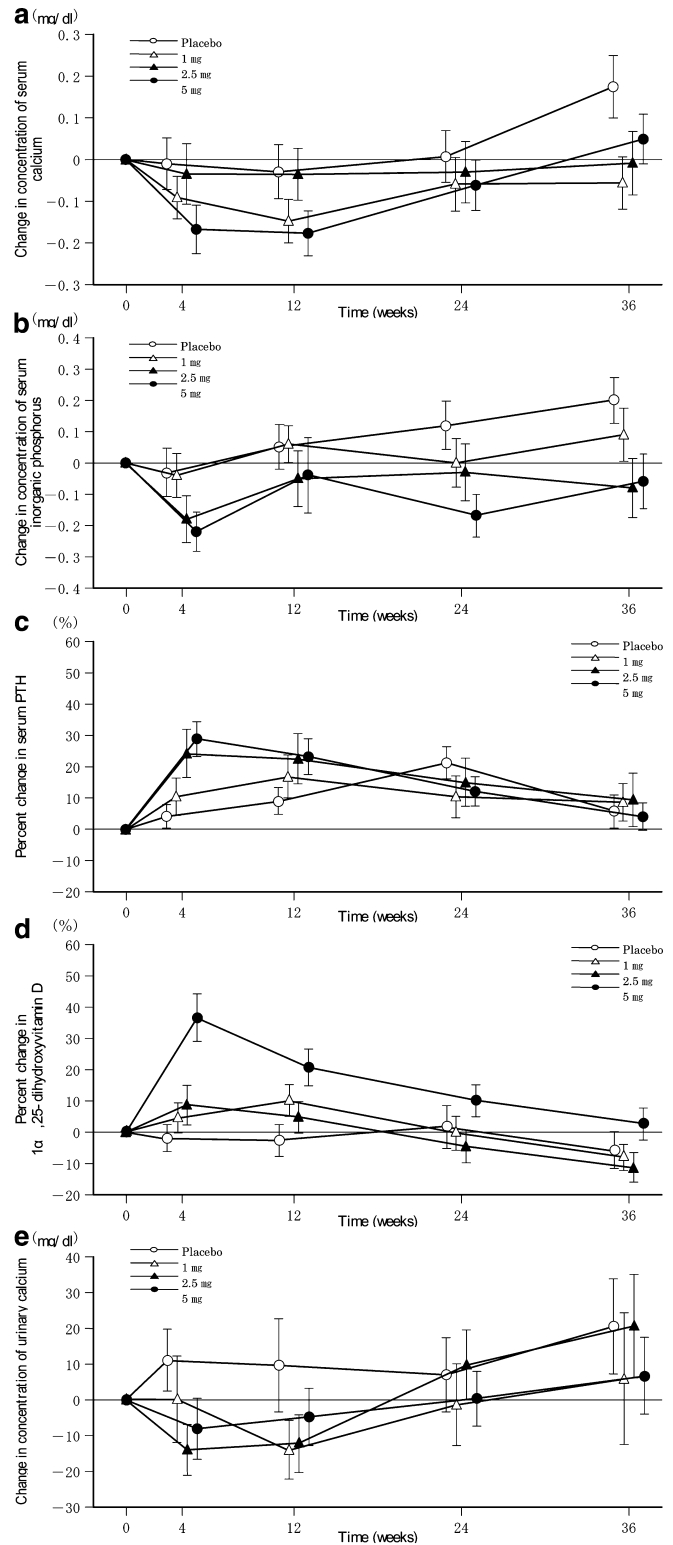 a (mg/dl)
0.3
0.2
0.1
0
−0.1
−0.2
−0.3
Change in concentration of serum
calcium
Placebo
1 mg
2.5 mg
5 mg
0 4 12 24 36
Time (weeks)
b (mg/dl)
0.4
0.3
0.2
0.1
0
−0.1
−0.2
−0.3
−0.4
Change in concentration of serum
inorganic phosphorus
Placebo
1 mg
2.5 mg
5 mg
0 4 12 24 36
Time (weeks)
c (%)
60
50
40
30
20
10
0
−10
−20
Percent change in serum PTH
Placebo
1 mg
2.5 mg
5 mg
0 4 12 24 36
Time (weeks)
d (%)
60
50
40
30
20
10
0
−10
−20
Percent change in
1α ,25-dihydroxyvitamin D
Placebo
1 mg
2.5 mg
5 mg
0 4 12 24 36
Time (weeks)
e (mg/dl)
40
30
20
10
0
−10
−20
−30
Change in concentration of urinary calcium
Placebo
1 mg
2.5 mg
5 mg
0 4 12 24 36
Time (weeks)